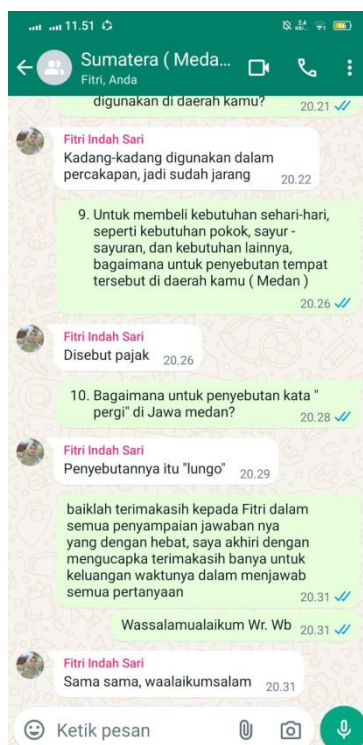 11.51
2,4 KB/.
Sumatera ( Meda...
Fitri, Anda
digunakan di daerah kamu?
20.21
Fitri Indah Sari
Kadang-kadang digunakan dalam
percakapan, jadi sudah jarang
20.22
9. Untuk membeli kebutuhan sehari-hari,
seperti kebutuhan pokok, sayur -
sayuran, dan kebutuhan lainnya,
bagaimana untuk penyebutan tempat
tersebut di daerah kamu ( Medan )
20.26
Fitri Indah Sari
Disebut pajak 20.26
10. Bagaimana untuk penyebutan kata "
pergi" di Jawa medan?
20.28
Fitri Indah Sari
Penyebutannya itu "lungo" 20.29
baiklah terimakasih kepada Fitri dalam
semua penyampaian jawaban nya
yang dengan hebat, saya akhiri dengan
mengucapka terimakasih banya untuk
keluangan waktunya dalam menjawab
semua pertanyaan
20.31
Wassalamualaikum Wr. Wb 20.31
Fitri Indah Sari
Sama sama, waalaikumsalam 20.31
Ketik pesan